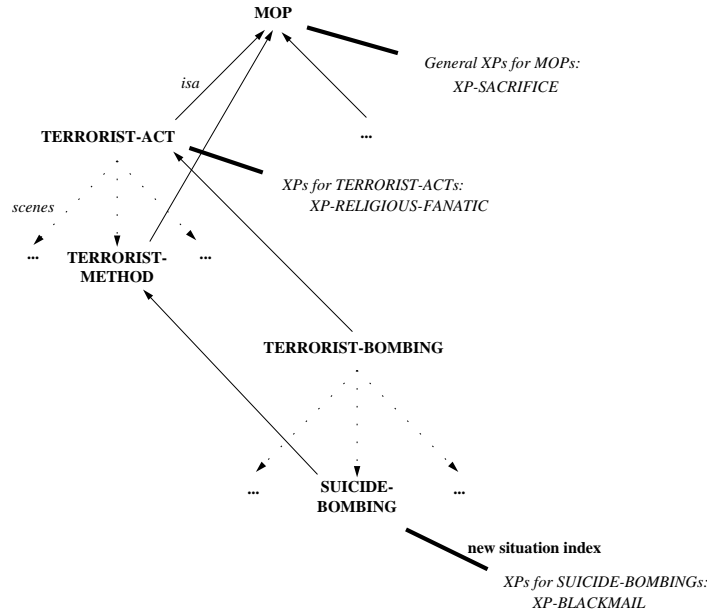 MOP
General XPs for MOPs:
XP-SACRIFICE
isa
TERRORIST-ACT
...
XPs for TERRORIST-ACTs:
XP-RELIGIOUS-FANATIC
scenes
...
TERRORIST-
METHOD
...
TERRORIST-BOMBING
...
SUICIDE-
BOMBING
...
new situation index
XPs for SUICIDE-BOMBINGs:
XP-BLACKMAIL